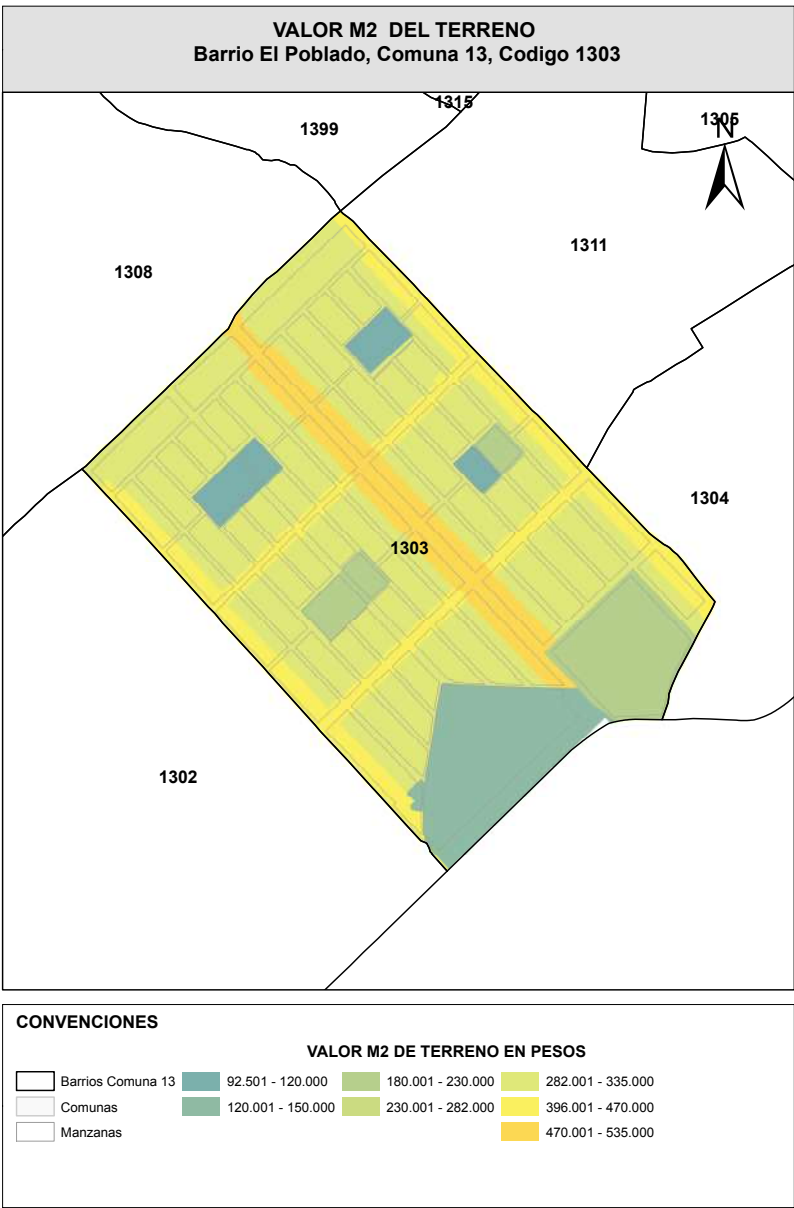 VALOR M2 DEL TERRENO
Barrio El Poblado, Comuna 13, Codigo 1303
1315
1399
1305
N
1311
1308
1304
1303
1302
CONVENCIONES
VALOR M2 DE TERRENO EN PESOS
Barrios Comuna 13
92.501 - 120.000
180.001 - 230.000
282.001 - 335.000
Comunas
120.001 - 150.000
230.001 - 282.000
396.001 - 470.000
Manzanas
470.001 - 535.000